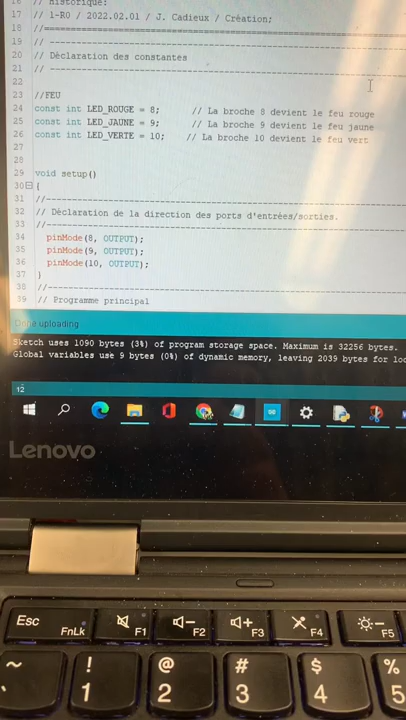 16 // Historique:
17 // 1-R0 / 2022.02.01 / J. Cadieux / Création;
18 //==================================================
19 // --------------------------------------------------
20 // Déclaration des constantes
21 // --------------------------------------------------
22
23 //FEU
24 const int LED_ROUGE = 8; // La broche 8 devient le feu rouge
25 const int LED_JAUNE = 9; // La broche 9 devient le feu jaune
26 const int LED_VERTE = 10; // La broche 10 devient le feu vert
27
28
29 void setup()
30 {
31 //--------------------------------------------------
32 // Déclaration de la direction des ports d'entrées/sorties.
33 //--------------------------------------------------
34 pinMode(8, OUTPUT);
35 pinMode(9, OUTPUT);
36 pinMode(10, OUTPUT);
37 }
38 //--------------------------------------------------
39 // Programme principal
Done uploading
Sketch uses 1090 bytes (3%) of program storage space. Maximum is 32256 bytes.
Global variables use 9 bytes (0%) of dynamic memory, leaving 2039 bytes for loc
12
Lenovo
Esc FnLk F1 F2 F3 F4 F5
~ ! @ # $ %
1 2 3 4 5